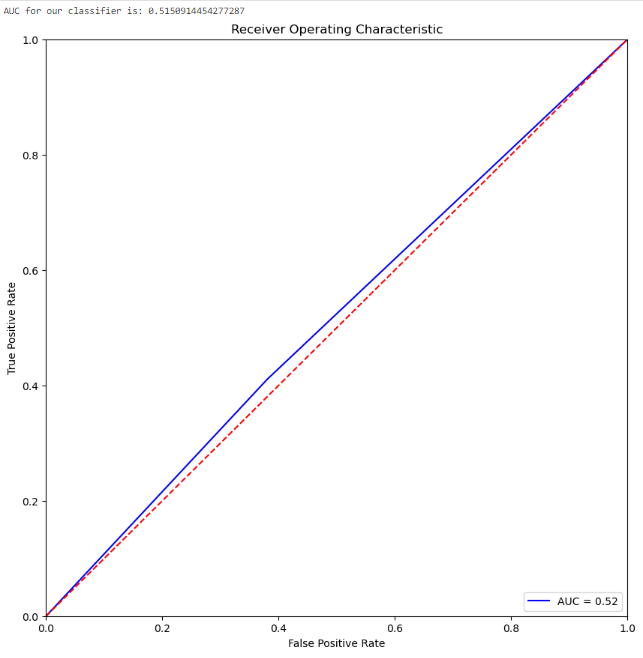 AUC for our classifier is: 0.5150914454277287
Receiver Operating Characteristic
1.0
0.8
0.6
0.4
0.2
0.0
True Positive Rate
AUC = 0.52
0.0 0.2 0.4 0.6 0.8 1.0
False Positive Rate